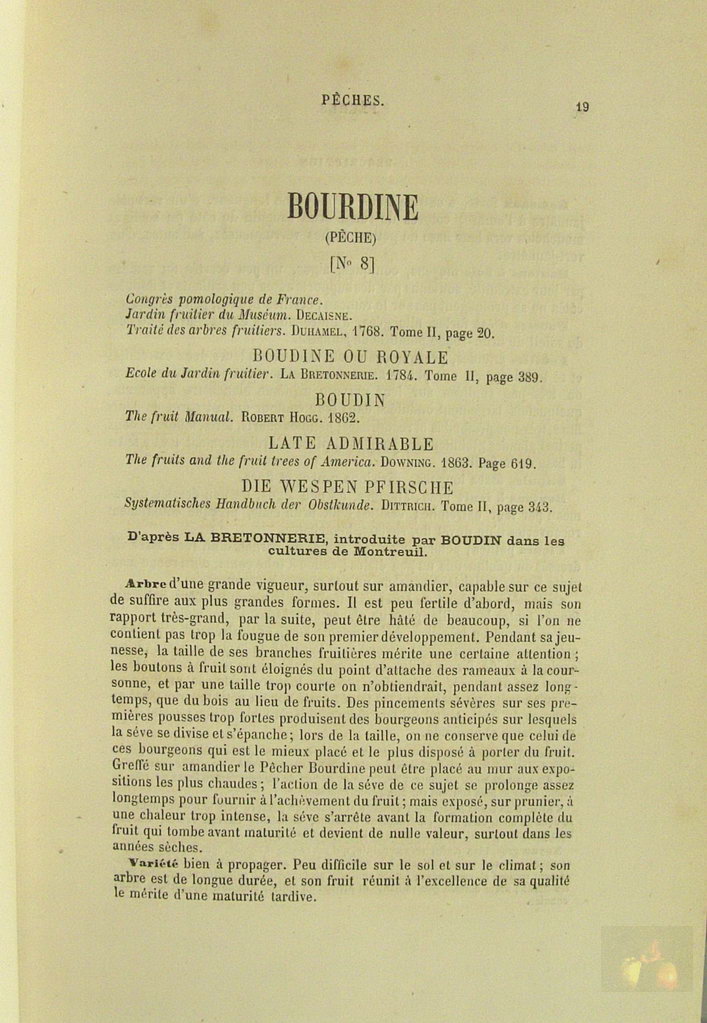 PÊCHES.
19
BOURDINE
(PÊCHE)
[No 8]
Congrès pomologique de France.
Jardin fruitier du Muséum. DECAISNE.
Traité des arbres fruitiers. DUHAMEL, 1768. Tome II, page 20.
BOUDINE OU ROYALE
Ecole du Jardin fruitier. LA BRETONNERIE. 1784. Tome II, page 389.
BOUDIN
The fruit Manual. ROBERT HOGG. 1862.
LATE ADMIRABLE
The fruits and the fruit trees of America. DOWNING. 1863. Page 619.
DIE WESPEN PFIRSCHE
Systematisches Handbuch der Obstkunde. DITTRICH. Tome II, page 343.
D'après LA BRETONNERIE, introduite par BOUDIN dans les
cultures de Montreuil.
Arbre d'une grande vigueur, surtout sur amandier, capable sur ce sujet
de suffire aux plus grandes formes. Il est peu fertile d'abord, mais son
rapport très-grand, par la suite, peut être hâté de beaucoup, si l'on ne
contient pas trop la fougue de son premier développement. Pendant sa jeu-
nesse, la taille de ses branches fruitières mérite une certaine attention;
les boutons à fruit sont éloignés du point d'attache des rameaux à la cour-
sonne, et par une taille trop courte on n'obtiendrait, pendant assez long-
temps, que du bois au lieu de fruits. Des pincements sévères sur ses pre-
mières pousses trop fortes produisent des bourgeons anticipés sur lesquels
la séve se divise et s'épanche; lors de la taille, on ne conserve que celui de
ces bourgeons qui est le mieux placé et le plus disposé à porter du fruit.
Greffé sur amandier le Pêcher Bourdine peut être placé au mur aux expo-
sitions les plus chaudes; l'action de la séve de ce sujet se prolonge assez
longtemps pour fournir à l'achèvement du fruit; mais exposé, sur prunier, à
une chaleur trop intense, la séve s'arrête avant la formation complète du
fruit qui tombe avant maturité et devient de nulle valeur, surtout dans les
années sèches.
Variété bien à propager. Peu difficile sur le sol et sur le climat; son
arbre est de longue durée, et son fruit réunit à l'excellence de sa qualité
le mérite d'une maturité tardive.